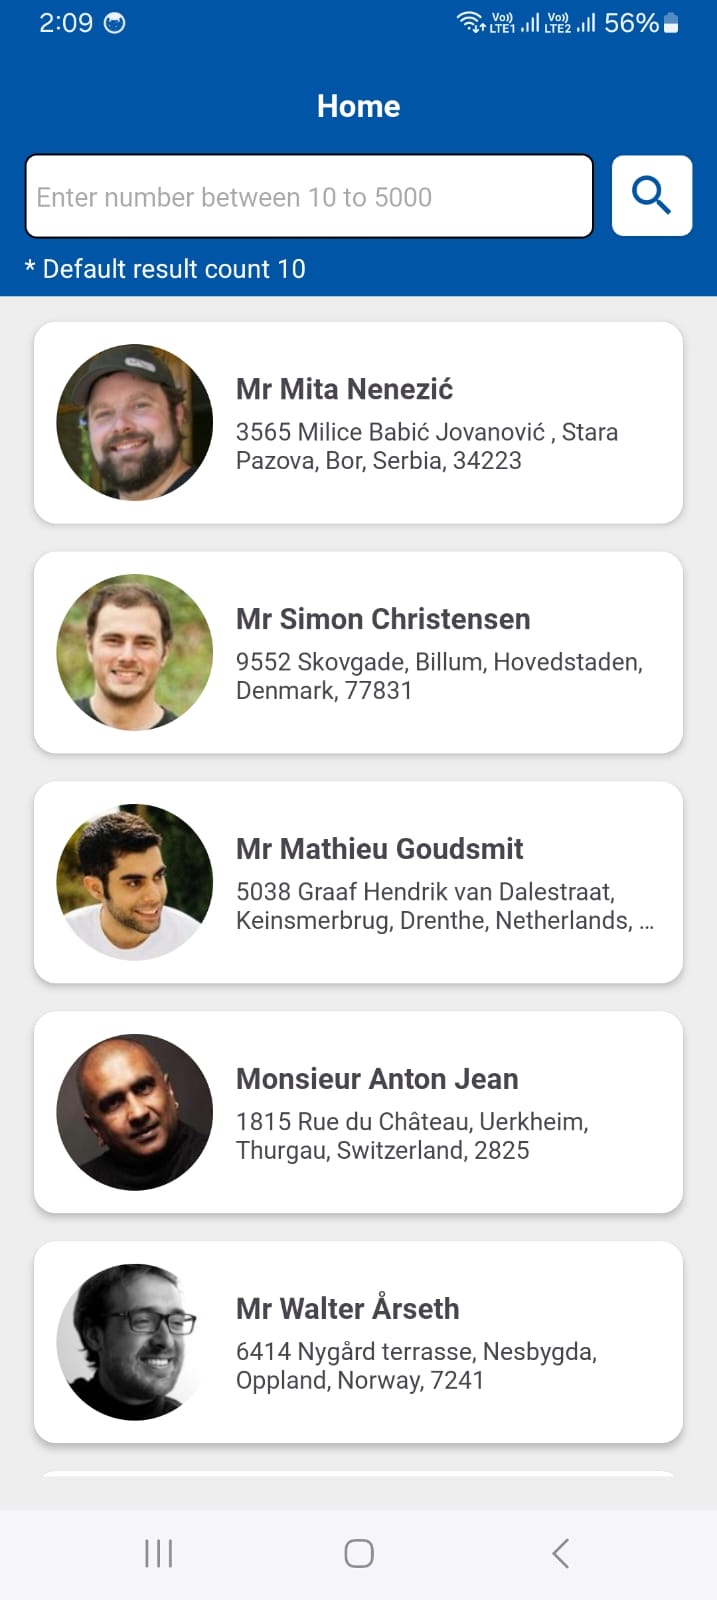 2:09
Vo)) LTE1 Vo)) LTE2 56%
Home
Enter number between 10 to 5000
* Default result count 10
Mr Mita Nenezić
3565 Milice Babić Jovanović , Stara
Pazova, Bor, Serbia, 34223
Mr Simon Christensen
9552 Skovgade, Billum, Hovedstaden,
Denmark, 77831
Mr Mathieu Goudsmit
5038 Graaf Hendrik van Dalestraat,
Keinsmerbrug, Drenthe, Netherlands, ...
Monsieur Anton Jean
1815 Rue du Château, Uerkheim,
Thurgau, Switzerland, 2825
Mr Walter Årseth
6414 Nygård terrasse, Nesbygda,
Oppland, Norway, 7241